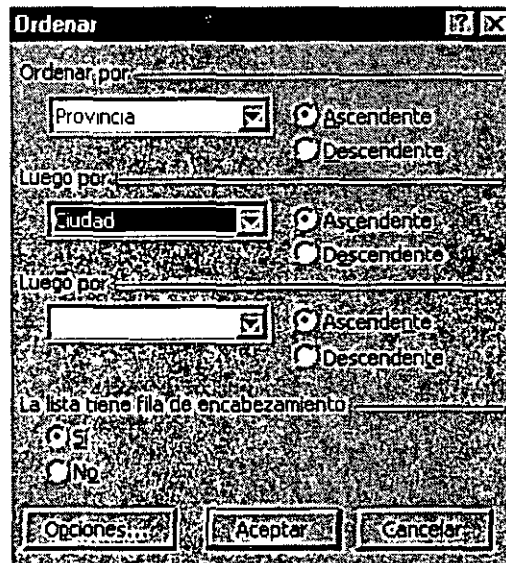 Ordenar
Ordenar por
Provincia
Ascendente
Descendente
Luego por
Ciudad
Ascendente
Descendente
Luego por
Ascendente
Descendente
La lista tiene fila de encabezamiento
Sí
No
Opciones... Aceptar Cancelar